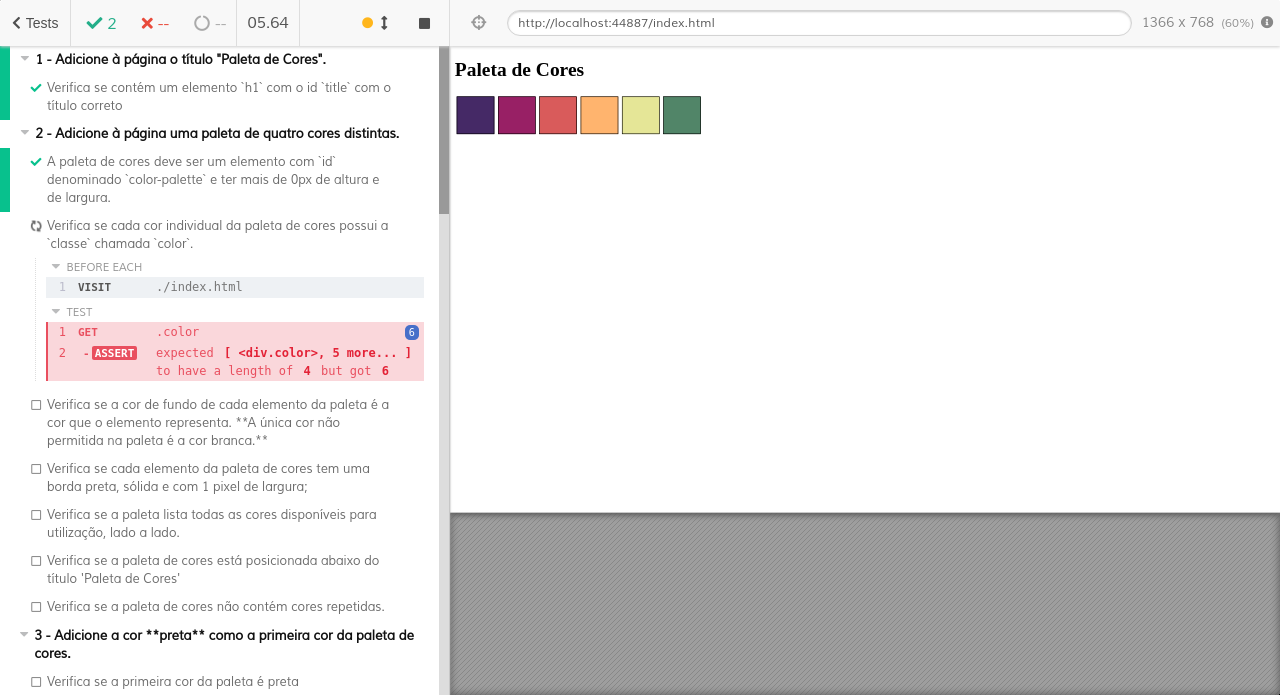 Tests
2
--
--
05.64
http://localhost:44887/index.html
1366 x 768 (60%)
1 - Adicione à página o título "Paleta de Cores".
Verifica se contém um elemento `h1` com o id `title` com o
título correto
2 - Adicione à página uma paleta de quatro cores distintas.
A paleta de cores deve ser um elemento com `id`
denominado `color-palette` e ter mais de 0px de altura e
de largura.
Verifica se cada cor individual da paleta de cores possui a
`classe` chamada `color`.
BEFORE EACH
1 VISIT ./index.html
TEST
1 GET .color 6
2 -ASSERT expected [ <div.color>, 5 more... ]
to have a length of 4 but got 6
Verifica se a cor de fundo de cada elemento da paleta é a
cor que o elemento representa. **A única cor não
permitida na paleta é a cor branca.**
Verifica se cada elemento da paleta de cores tem uma
borda preta, sólida e com 1 pixel de largura;
Verifica se a paleta lista todas as cores disponíveis para
utilização, lado a lado.
Verifica se a paleta de cores está posicionada abaixo do
título 'Paleta de Cores'
Verifica se a paleta de cores não contém cores repetidas.
3 - Adicione a cor **preta** como a primeira cor da paleta de
cores.
Verifica se a primeira cor da paleta é preta
Paleta de Cores